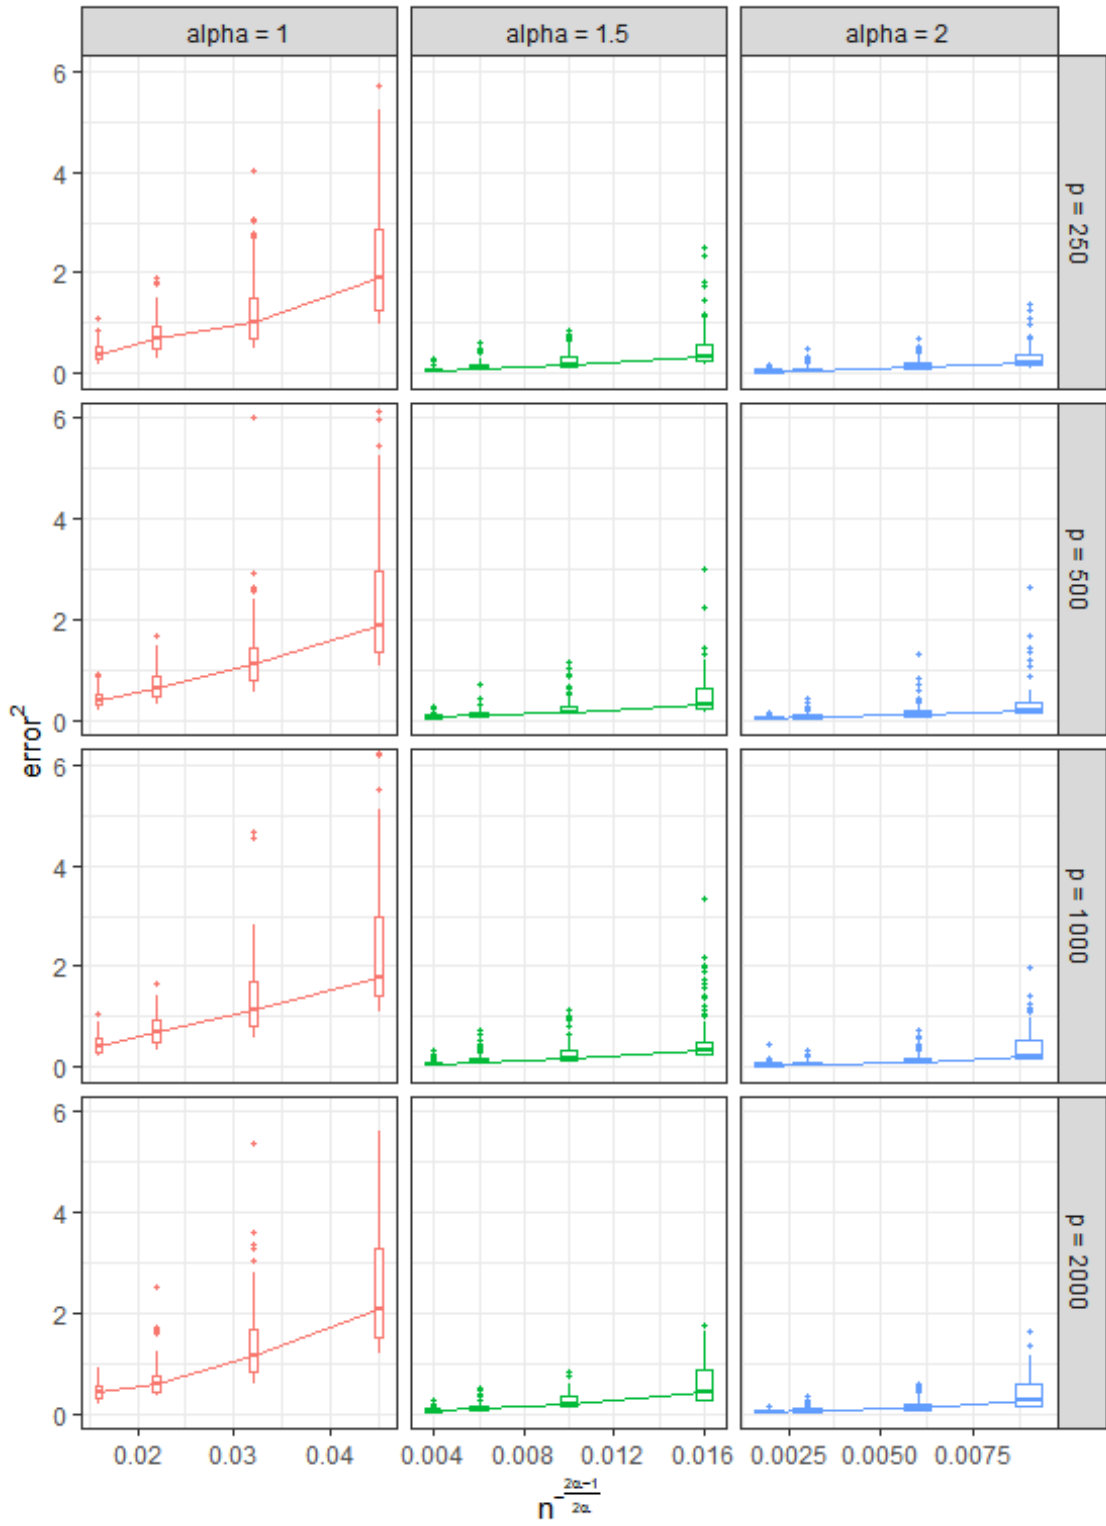 alpha = 1 alpha = 1.5 alpha = 2
6
4
2
0
p = 250
6
4
2
0
p = 500
error²
6
4
2
0
p = 1000
6
4
2
0
p = 2000
0.02 0.03 0.04 0.004 0.008 0.012 0.016 0.0025 0.0050 0.0075
n^-(2α-1)/(2α)